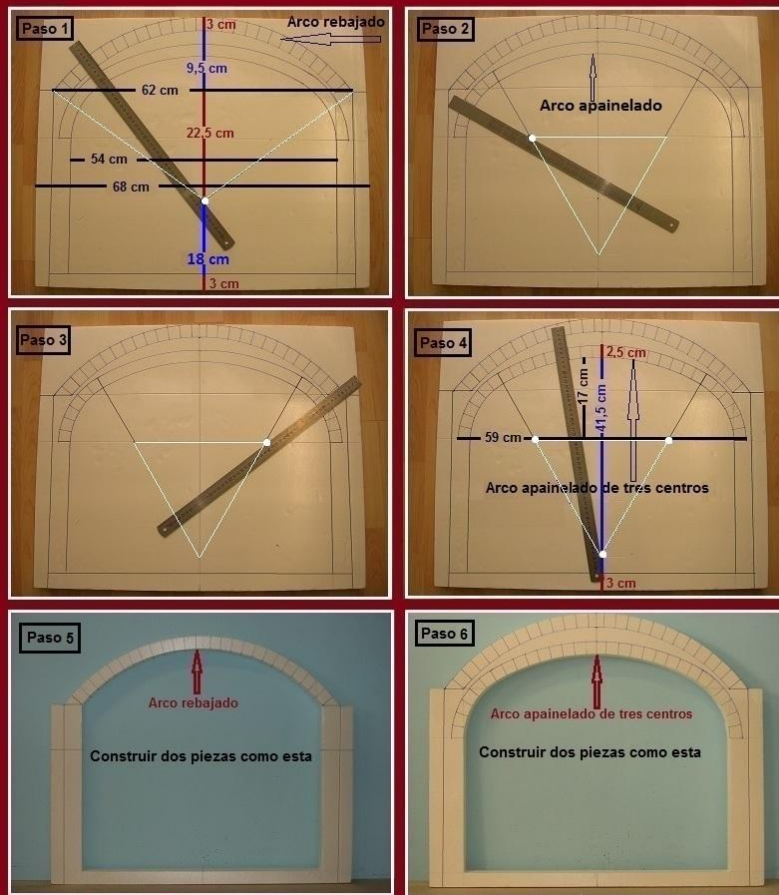 Paso 1
3 cm
Arco rebajado
9,5 cm
62 cm
22,5 cm
54 cm
68 cm
18 cm
3 cm
Paso 2
Arco apainelado
Paso 3
Paso 4
2,5 cm
17 cm
41,5 cm
59 cm
Arco apainelado de tres centros
3 cm
Paso 5
Arco rebajado
Construir dos piezas como esta
Paso 6
Arco apainelado de tres centros
Construir dos piezas como esta